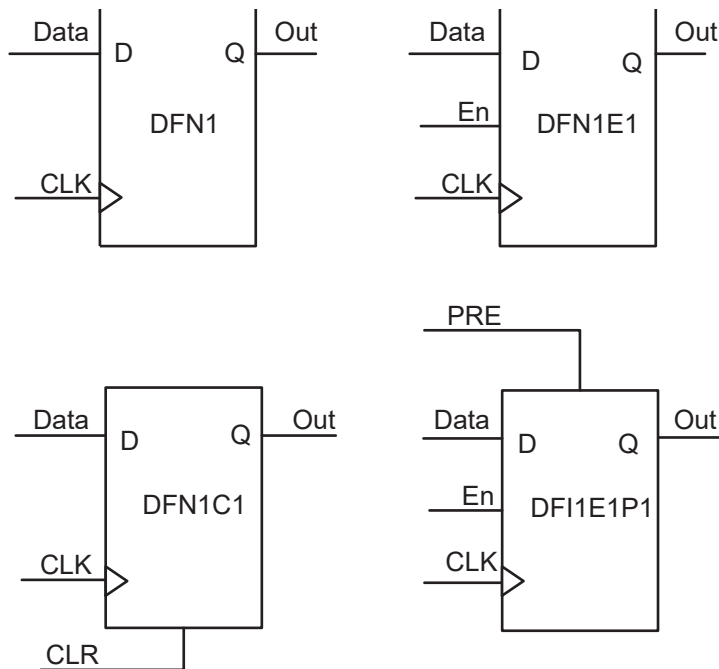 Data
D
Q
Out
DFN1
CLK
Data
D
Q
Out
En
DFN1E1
CLK
Data
D
Q
Out
DFN1C1
CLK
CLR
PRE
Data
D
Q
Out
En
DFI1E1P1
CLK